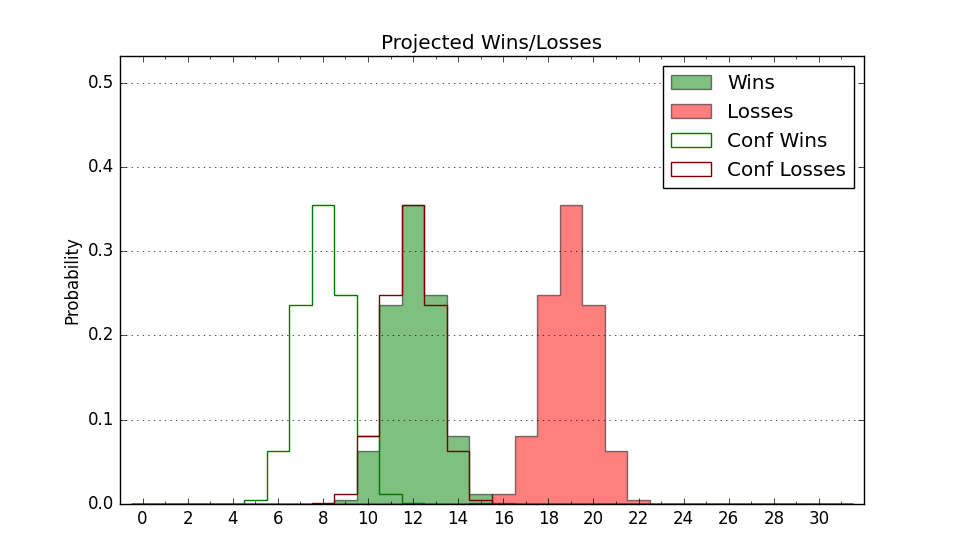 Projected Wins/Losses
Probability
0.5
0.4
0.3
0.2
0.1
0.0
Wins
Losses
Conf Wins
Conf Losses
0 2 4 6 8 10 12 14 16 18 20 22 24 26 28 30